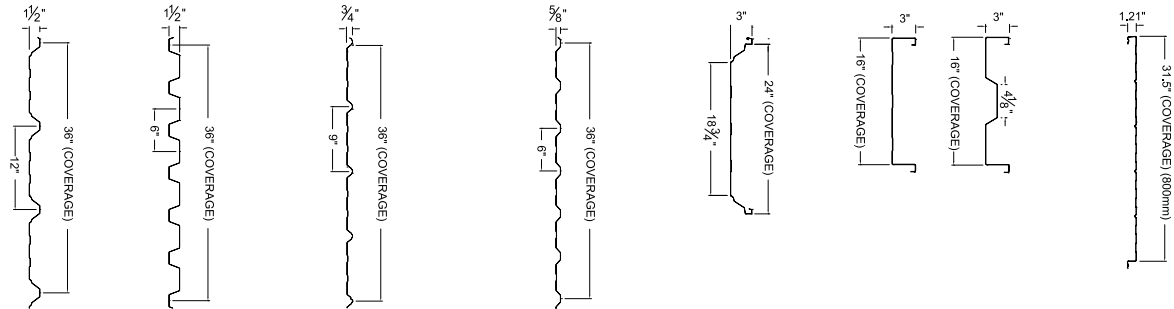 1½"
36" (COVERAGE)
12"
1½"
36" (COVERAGE)
6"
¾"
36" (COVERAGE)
9"
⅝"
36" (COVERAGE)
6"
3"
24" (COVERAGE)
18¾"
3"
16" (COVERAGE)
3"
16" (COVERAGE)
4⅛"
1.21"
31.5" (COVERAGE) (800mm)